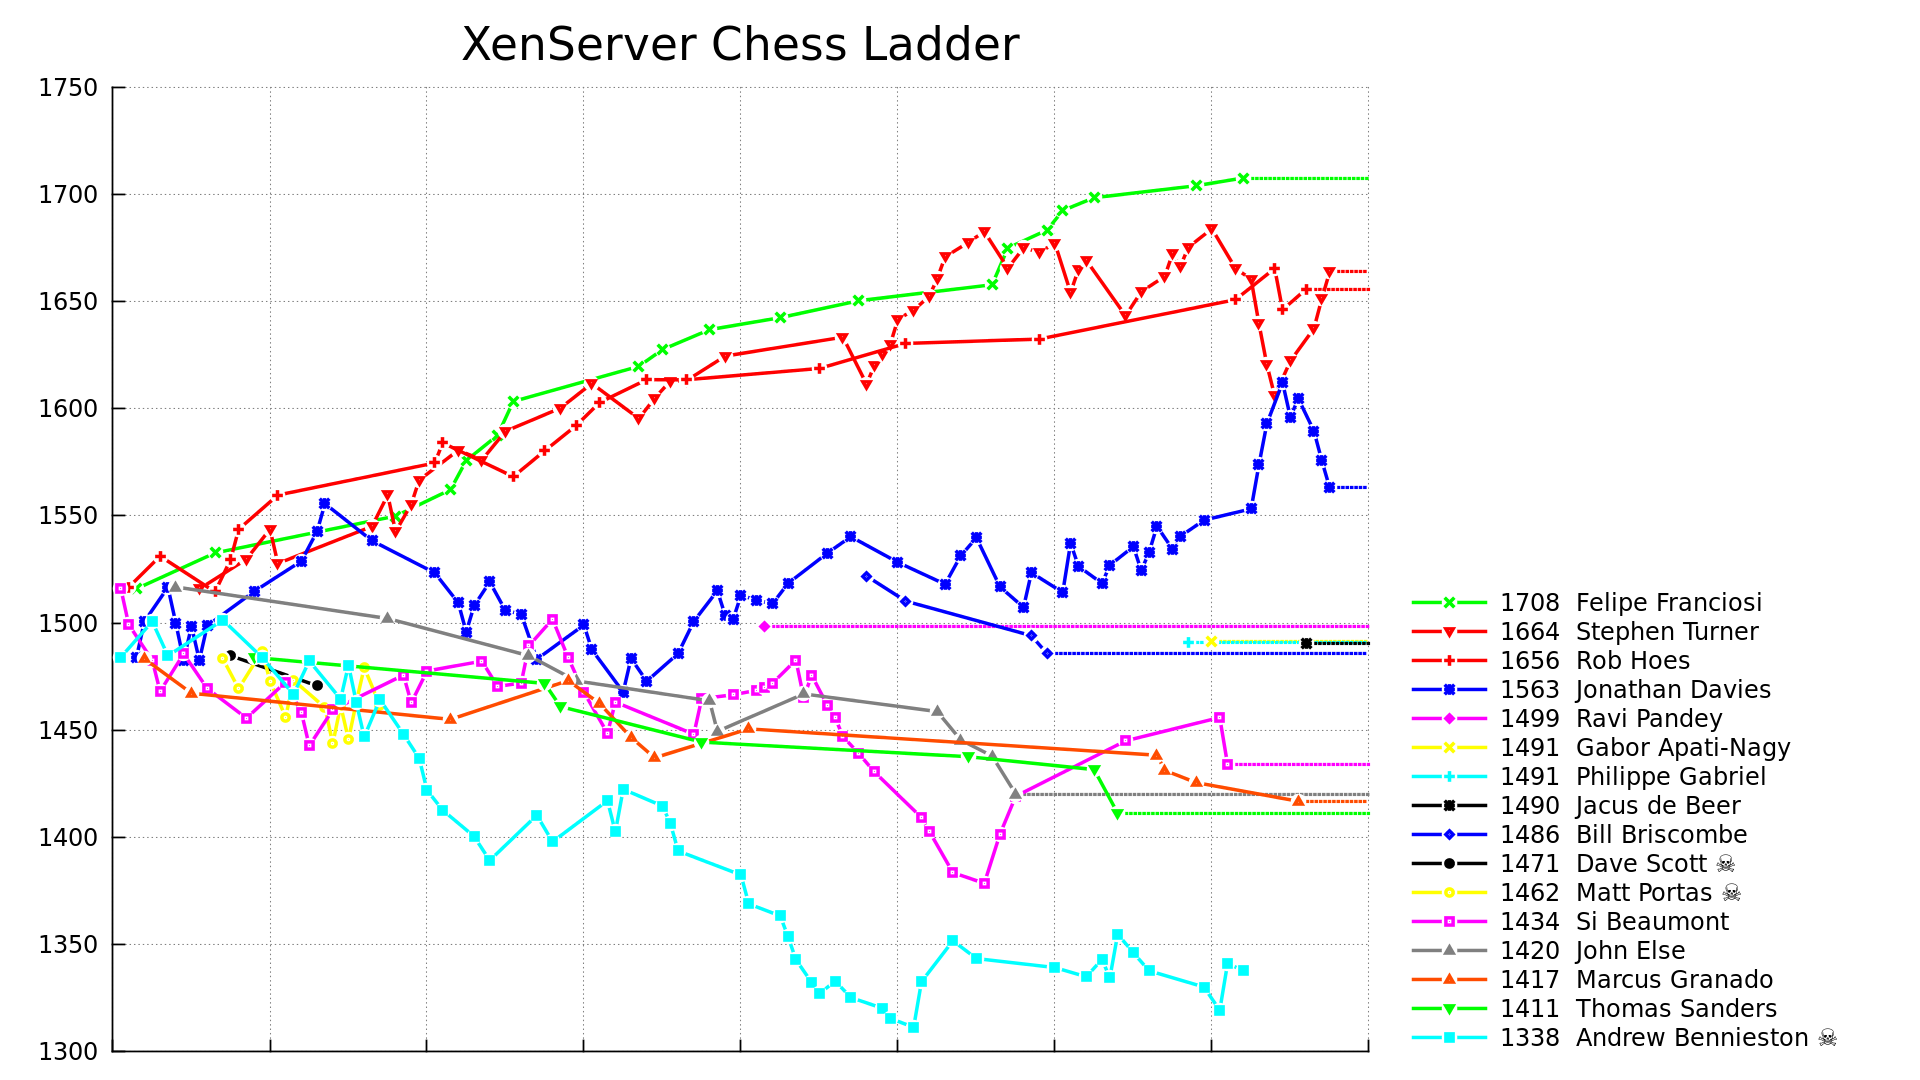 XenServer Chess Ladder
1750
1700
1650
1600
1550
1500
1450
1400
1350
1300
1708 Felipe Franciosi
1664 Stephen Turner
1656 Rob Hoes
1563 Jonathan Davies
1499 Ravi Pandey
1491 Gabor Apati-Nagy
1491 Philippe Gabriel
1490 Jacus de Beer
1486 Bill Briscombe
1471 Dave Scott ☠
1462 Matt Portas ☠
1434 Si Beaumont
1420 John Else
1417 Marcus Granado
1411 Thomas Sanders
1338 Andrew Bennieston ☠